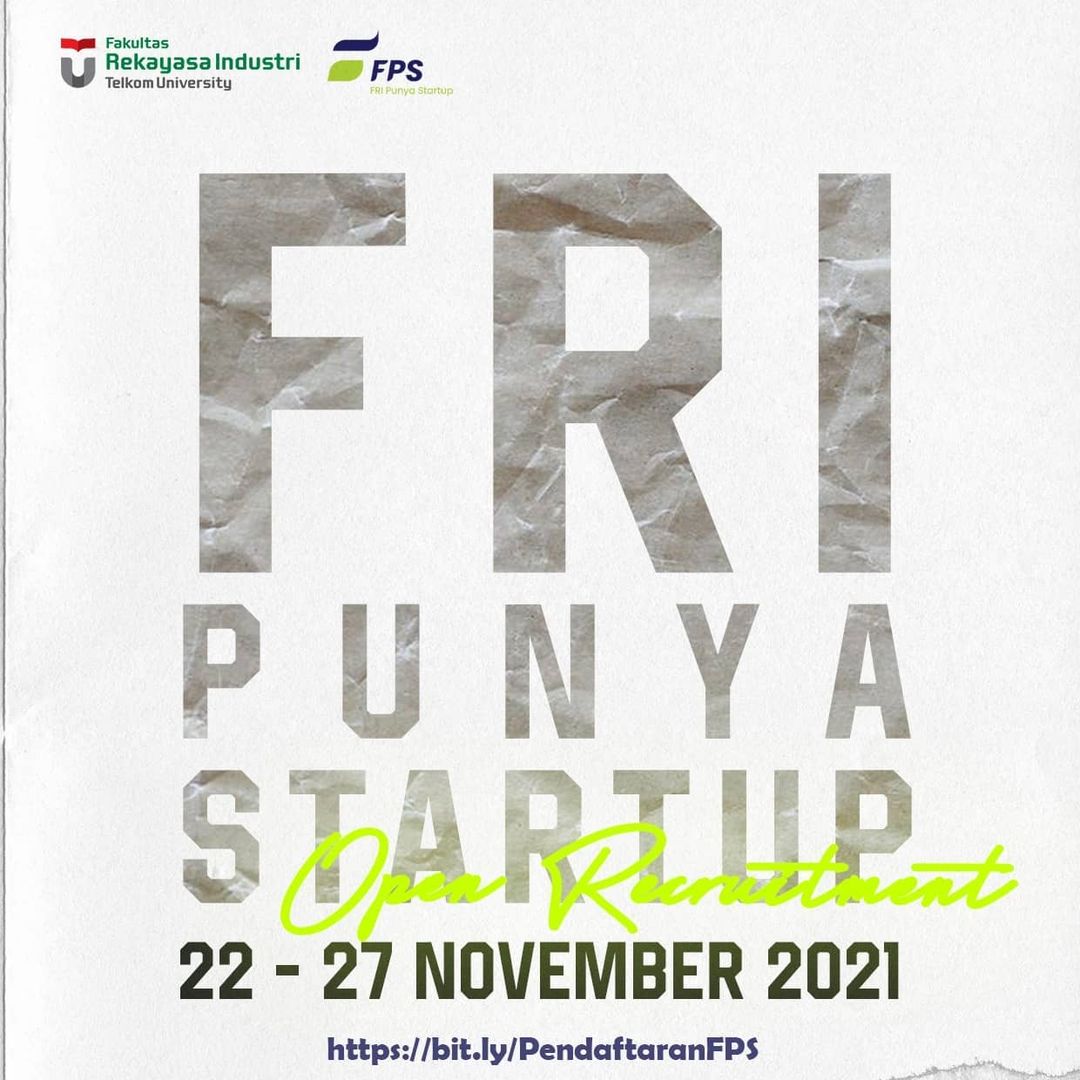 Fakultas
Rekayasa Industri
Telkom University
FPS
FRI Punya Startup
FRI
PUNYA
STARTUP
Open Recruitment
22 - 27 NOVEMBER 2021
https://bit.ly/PendaftaranFPS